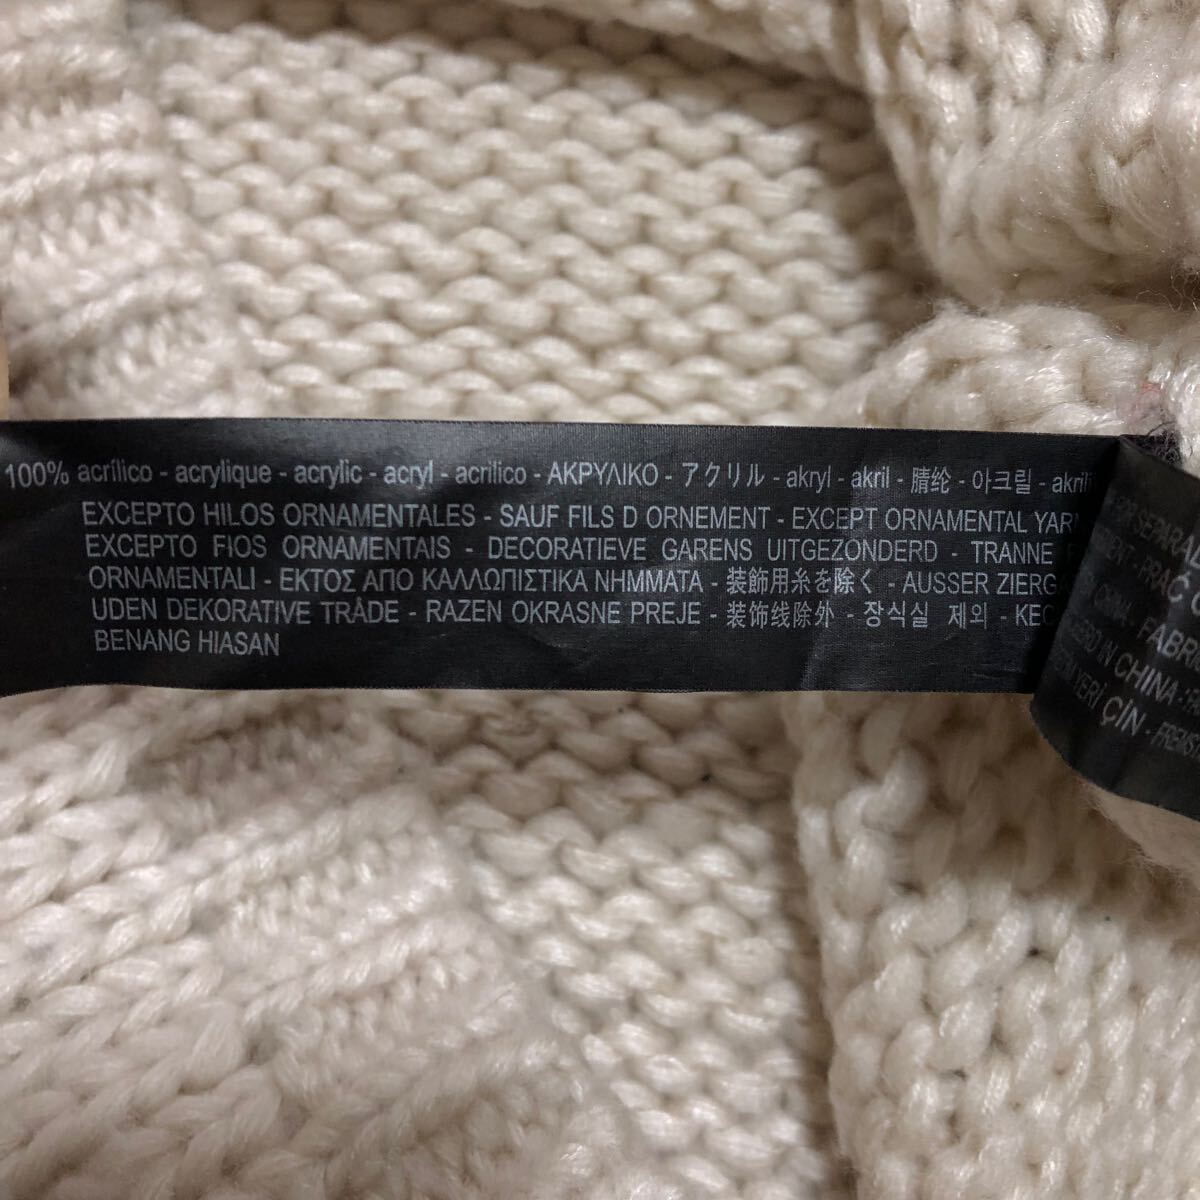 100% acrílico - acrylique - acrylic - acryl - acrilico - ΑΚΡΥΛΙΚΟ - アクリル - akryl - akril - 腈纶 - 아크릴 -
EXCEPTO HILOS ORNAMENTALES - SAUF FILS D ORNEMENT - EXCEPT ORNAMENTAL
EXCEPTO FIOS ORNAMENTAIS - DECORATIEVE GARENS UITGEZONDERD - TRANNE
ORNAMENTALI - ΕΚΤΟΣ ΑΠΟ ΚΑΛΛΩΠΙΣΤΙΚΑ ΝΗΜΜΑΤΑ - 装飾用糸を除く - AUSSER
UDEN DEKORATIVE TRÅDE - RAZEN OKRASNE PREJE - 装饰线除外 - 장식실 제외 -
BENANG HIASAN
CHINA -
IN CHINA -
YERİ ÇİN -